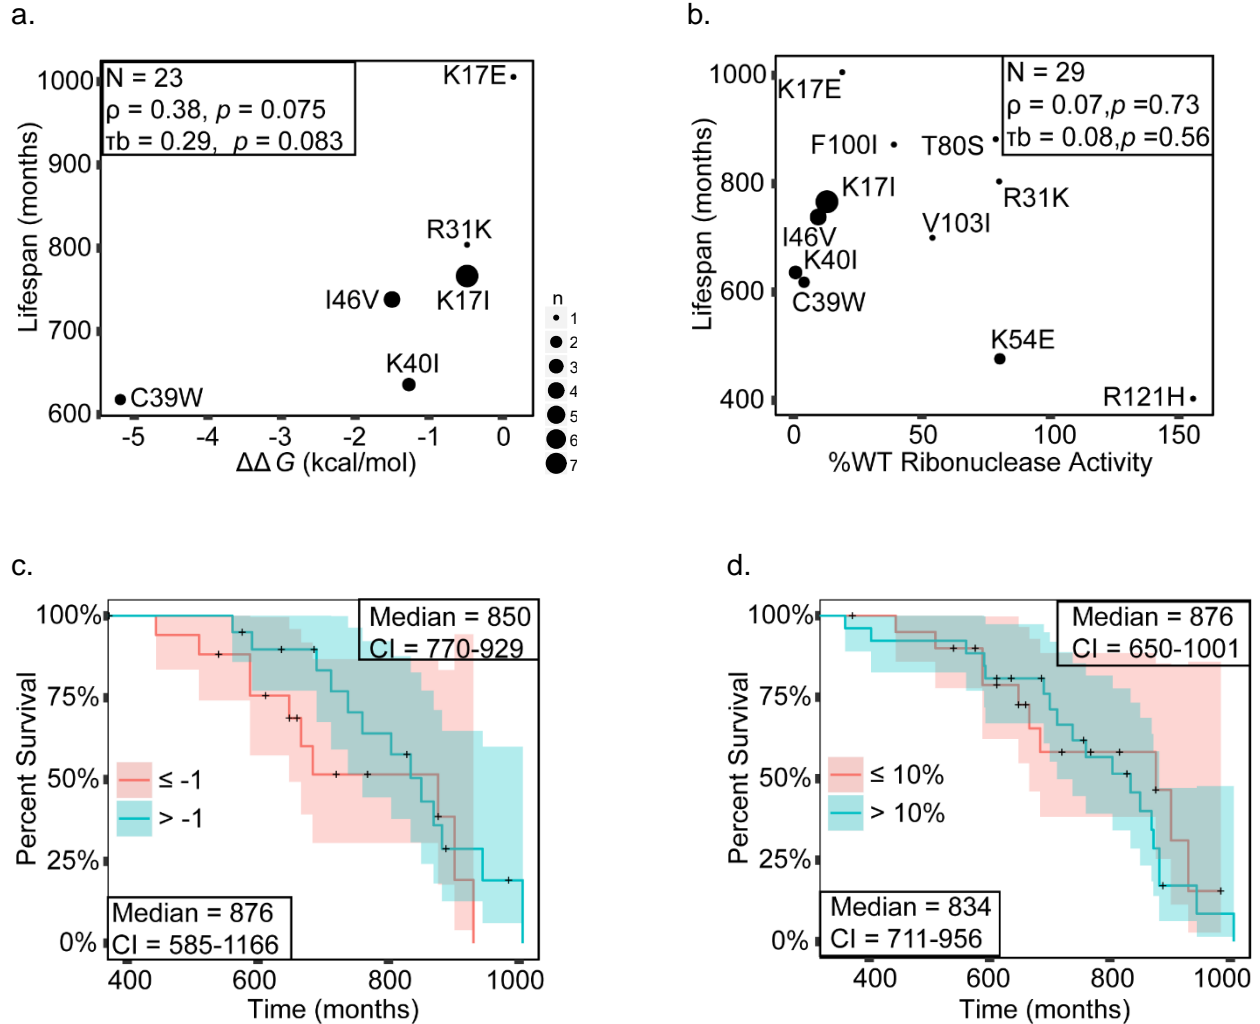 a.
N = 23
ρ = 0.38, p = 0.075
τb = 0.29, p = 0.083
1000
900
800
700
600
Lifespan (months)
K17E
R31K
I46V
K17I
K40I
C39W
-5 -4 -3 -2 -1 0
ΔΔ G (kcal/mol)
n
1
2
3
4
5
6
7
b.
N = 29
ρ = 0.07,p =0.73
τb = 0.08,p =0.56
1000
800
600
400
Lifespan (months)
K17E
F100I
T80S
K17I
R31K
V103I
I46V
K40I
C39W
K54E
R121H
0 50 100 150
%WT Ribonuclease Activity
c.
Median = 850
CI = 770-929
100%
75%
50%
25%
0%
Percent Survival
≤ -1
> -1
Median = 876
CI = 585-1166
400 600 800 1000
Time (months)
d.
Median = 876
CI = 650-1001
100%
75%
50%
25%
0%
Percent Survival
≤ 10%
> 10%
Median = 834
CI = 711-956
400 600 800 1000
Time (months)